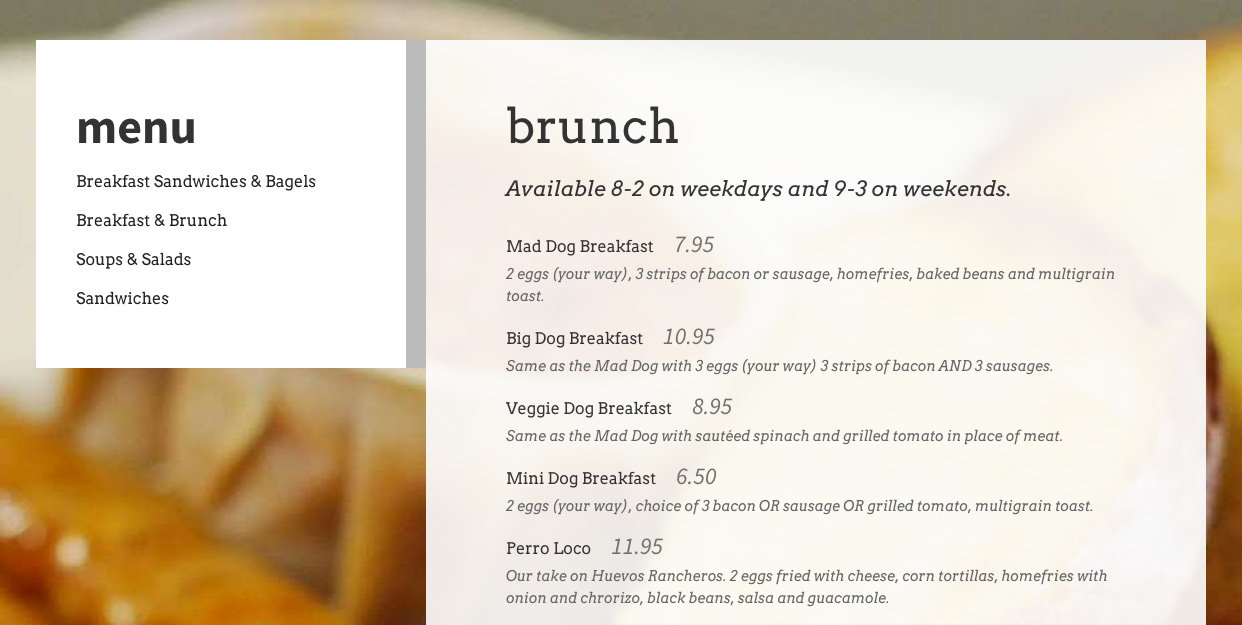 menu
Breakfast Sandwiches & Bagels
Breakfast & Brunch
Soups & Salads
Sandwiches
brunch
Available 8-2 on weekdays and 9-3 on weekends.
Mad Dog Breakfast 7.95
2 eggs (your way), 3 strips of bacon or sausage, homefries, baked beans and multigrain
toast.
Big Dog Breakfast 10.95
Same as the Mad Dog with 3 eggs (your way) 3 strips of bacon AND 3 sausages.
Veggie Dog Breakfast 8.95
Same as the Mad Dog with sautéed spinach and grilled tomato in place of meat.
Mini Dog Breakfast 6.50
2 eggs (your way), choice of 3 bacon OR sausage OR grilled tomato, multigrain toast.
Perro Loco 11.95
Our take on Huevos Rancheros. 2 eggs fried with cheese, corn tortillas, homefries with
onion and chrorizo, black beans, salsa and guacamole.